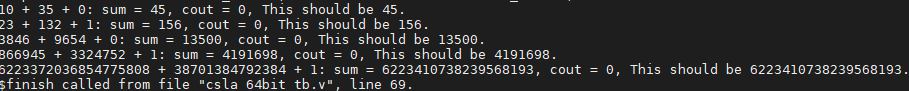 10 + 35 + 0: sum = 45, cout = 0, This should be 45.
23 + 132 + 1: sum = 156, cout = 0, This should be 156.
3846 + 9654 + 0: sum = 13500, cout = 0, This should be 13500.
866945 + 3324752 + 1: sum = 4191698, cout = 0, This should be 4191698.
6223372036854775808 + 38701384792384 + 1: sum = 6223410738239568193, cout = 0, This should be 6223410738239568193.
$finish called from file "csla_64bit_tb.v", line 69.